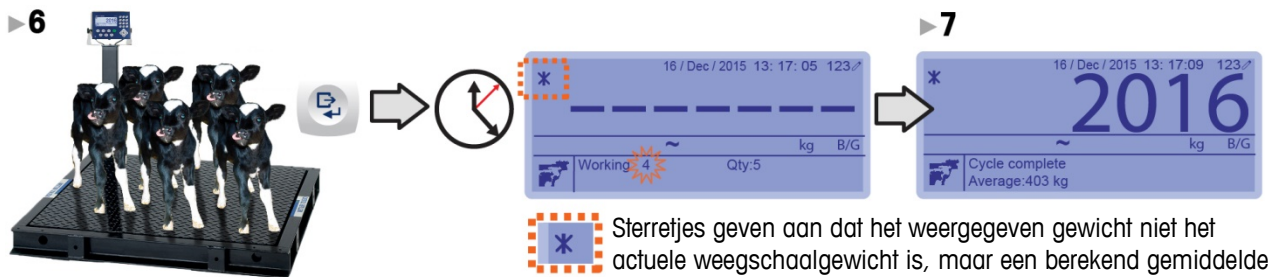 ▶6
16 / Dec / 2015 13: 17: 05 123
*
– – – – – – –
~ kg B/G
Working 4 Qty:5
▶7
16 / Dec / 2015 13: 17:09 123
*
2016
~ kg B/G
Cycle complete
Average:403 kg
* Sterretjes geven aan dat het weergegeven gewicht niet het
actuele weegschaalgewicht is, maar een berekend gemiddelde